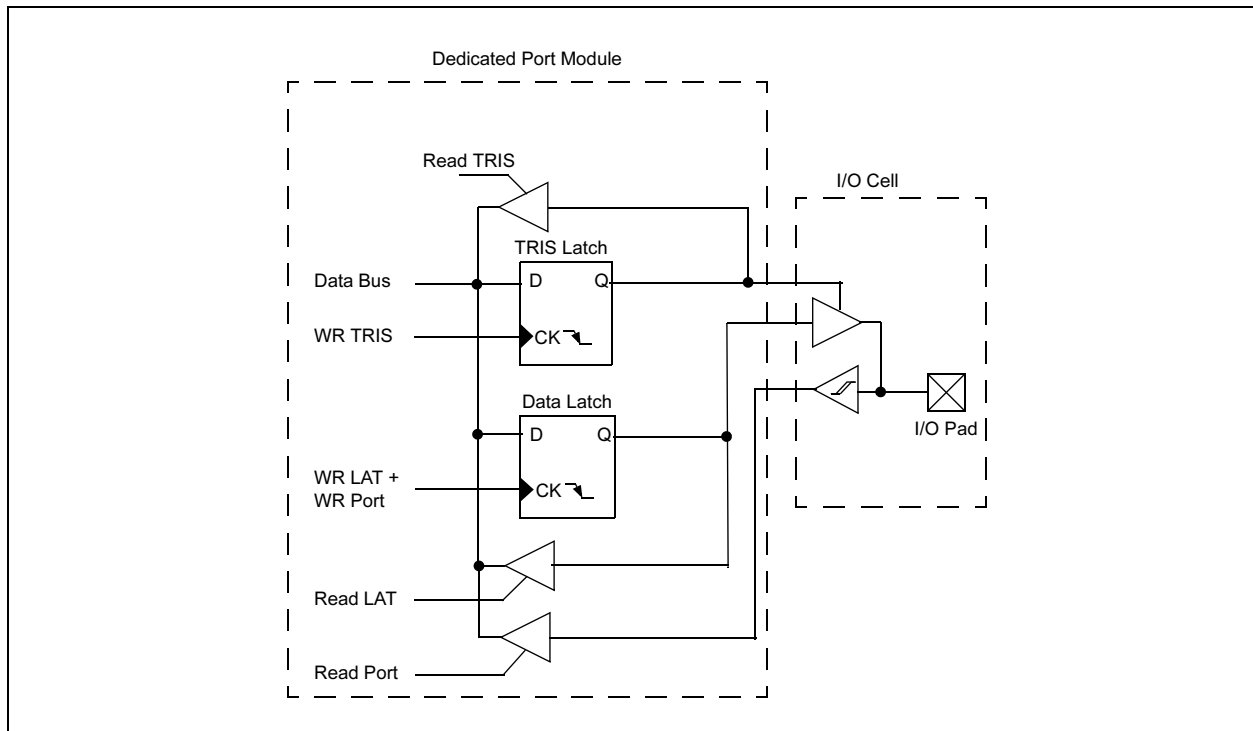 Dedicated Port Module
Read TRIS
I/O Cell
TRIS Latch
Data Bus
D
Q
WR TRIS
CK
Data Latch
I/O Pad
D
Q
WR LAT +
WR Port
CK
Read LAT
Read Port